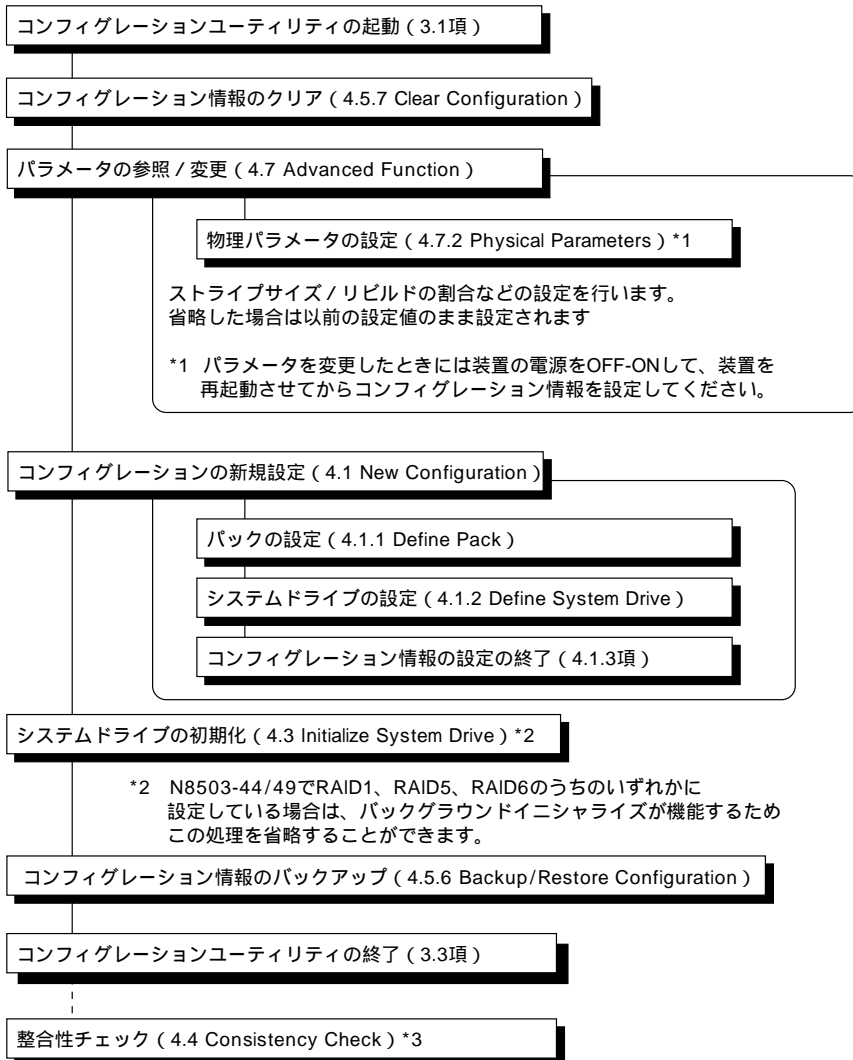 コンフィグレーションユーティリティの起動（3.1項）
コンフィグレーション情報のクリア（4.5.7 Clear Configuration）
パラメータの参照／変更（4.7 Advanced Function）
物理パラメータの設定（4.7.2 Physical Parameters）*1
ストライプサイズ／リビルドの割合などの設定を行います。
省略した場合は以前の設定値のまま設定されます
*1 パラメータを変更したときには装置の電源をOFF-ONして、装置を
再起動させてからコンフィグレーション情報を設定してください。
コンフィグレーションの新規設定（4.1 New Configuration）
パックの設定（4.1.1 Define Pack）
システムドライブの設定（4.1.2 Define System Drive）
コンフィグレーション情報の設定の終了（4.1.3項）
システムドライブの初期化（4.3 Initialize System Drive）*2
*2 N8503-44/49でRAID1、RAID5、RAID6のうちのいずれかに
設定している場合は、バックグラウンドイニシャライズが機能するため
この処理を省略することができます。
コンフィグレーション情報のバックアップ（4.5.6 Backup/Restore Configuration）
コンフィグレーションユーティリティの終了（3.3項）
整合性チェック（4.4 Consistency Check）*3